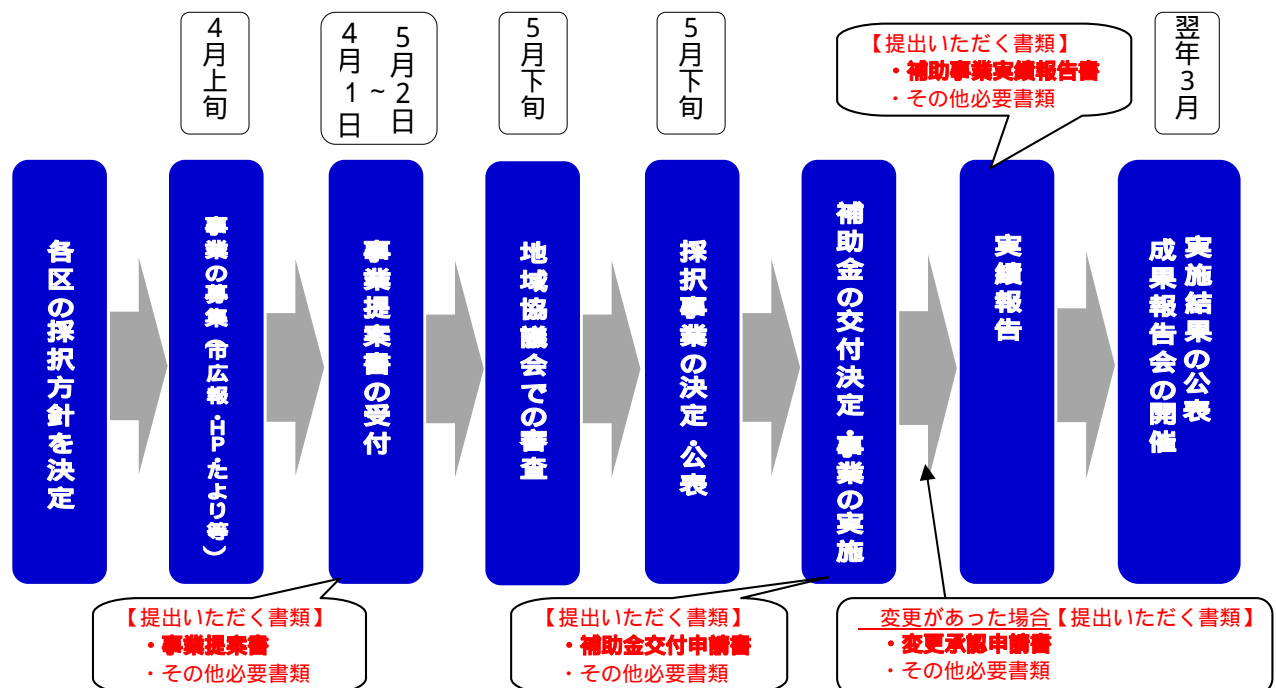 4月上旬
4月1日~
5月2日
5月下旬
5月下旬
【提出いただく書類】
・補助事業実績報告書
・その他必要書類
翌年3月
各区の採択方針を決定
事業の募集(市広報・HP・たより等)
事業提案書の受付
地域協議会での審査
採択事業の決定・公表
補助金の交付決定・事業の実施
実績報告
実施結果の公表
成果報告会の開催
【提出いただく書類】
・事業提案書
・その他必要書類
【提出いただく書類】
・補助金交付申請書
・その他必要書類
変更があった場合【提出いただく書類】
・変更承認申請書
・その他必要書類